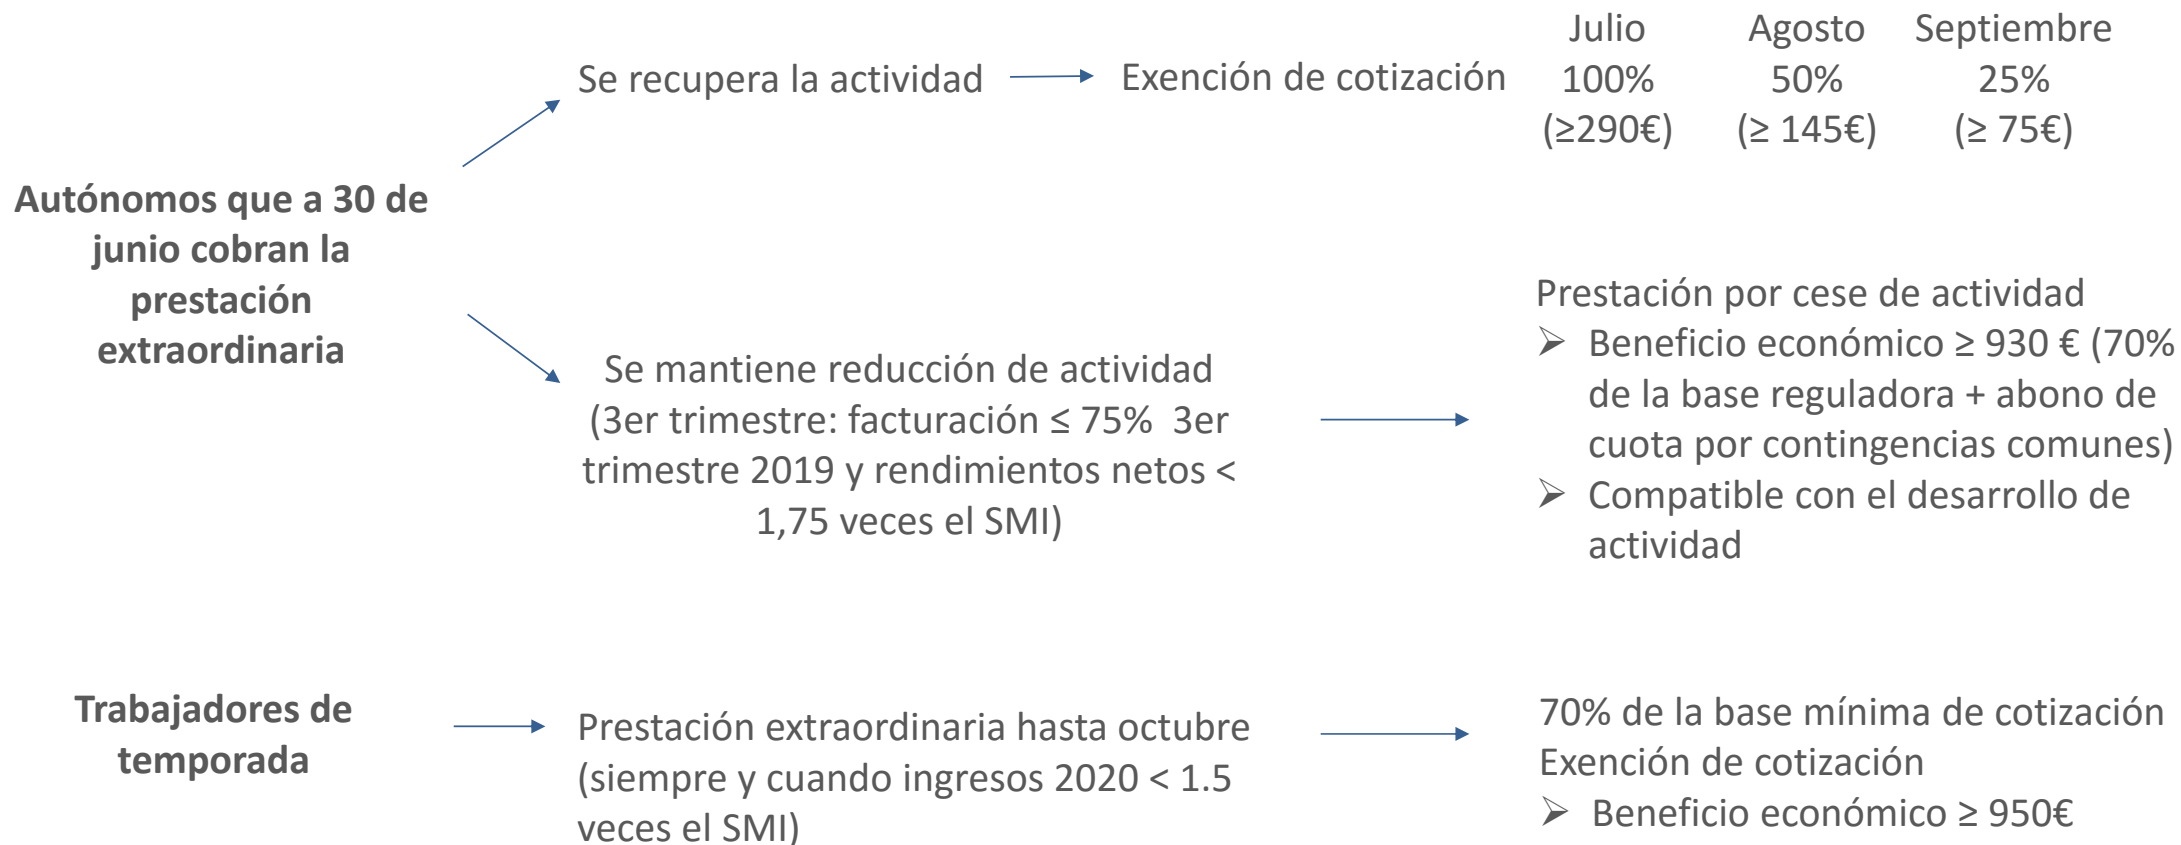 Julio Agosto Septiembre
Se recupera la actividad Exención de cotización 100% 50% 25%
(≥290€) (≥ 145€) (≥ 75€)
Autónomos que a 30 de
junio cobran la
prestación
extraordinaria
Se mantiene reducción de actividad
(3er trimestre: facturación ≤ 75% 3er
trimestre 2019 y rendimientos netos <
1,75 veces el SMI)
Prestación por cese de actividad
➢ Beneficio económico ≥ 930 € (70%
de la base reguladora + abono de
cuota por contingencias comunes)
➢ Compatible con el desarrollo de
actividad
Trabajadores de
temporada
Prestación extraordinaria hasta octubre
(siempre y cuando ingresos 2020 < 1.5
veces el SMI)
70% de la base mínima de cotización
Exención de cotización
➢ Beneficio económico ≥ 950€